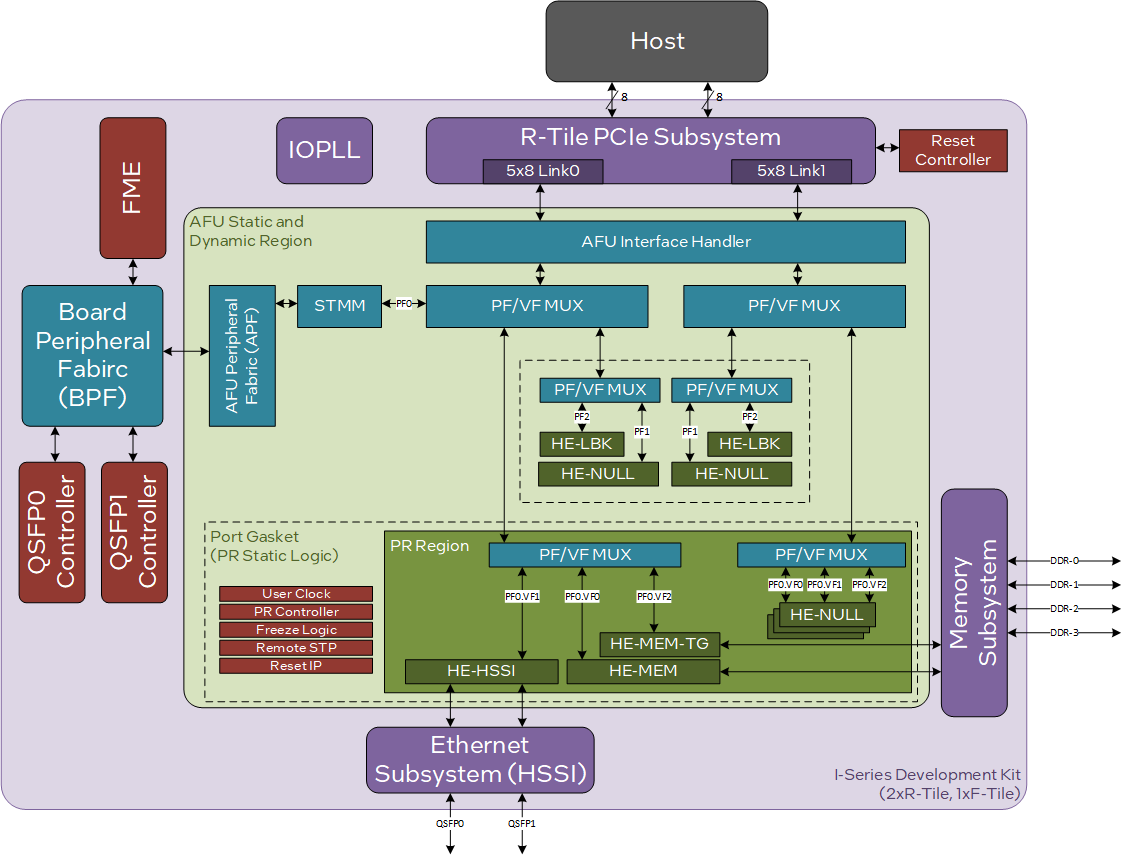 Host
8
8
R-Tile PCIe Subsystem
5x8 Link0
5x8 Link1
Reset
Controller
IOPLL
FME
AFU Static and
Dynamic Region
AFU Interface Handler
Board
Peripheral
Fabirc
(BPF)
AFU Peripheral
Fabric (APF)
STMM
PF0
PF/VF MUX
PF/VF MUX
PF/VF MUX
PF/VF MUX
PF2
PF1
PF1
PF2
HE-LBK
HE-LBK
HE-NULL
HE-NULL
QSFP0
Controller
QSFP1
Controller
Port Gasket
(PR Static Logic)
User Clock
PR Controller
Freeze Logic
Remote STP
Reset IP
PR Region
PF/VF MUX
PF/VF MUX
PF0.VF1
PF0.VF0
PF0.VF2
PF0.VF0
PF0.VF1
PF0.VF2
HE-NULL
HE-MEM-TG
HE-HSSI
HE-MEM
Memory
Subsystem
DDR-0
DDR-1
DDR-2
DDR-3
Ethernet
Subsystem (HSSI)
I-Series Development Kit
(2xR-Tile, 1xF-Tile)
QSFP0
QSFP1